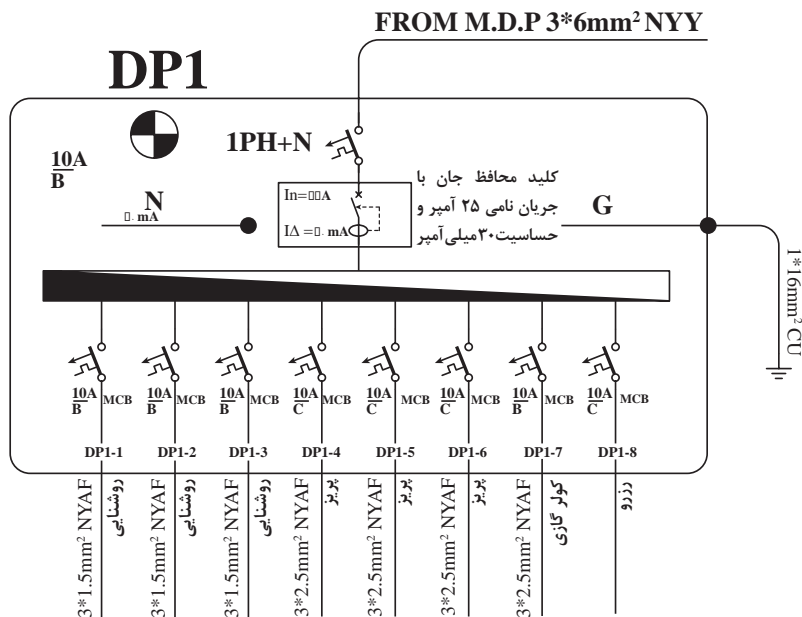 FROM M.D.P 3*6mm² NYY
DP1
1PH+N
10A
B
کلید محافظ جان با
جریان نامی ۲۵ آمپر و
حساسیت۳۰میلی‌آمپر
In= A
I∆ = mA
N
mA
G
1*16mm² CU
10A
B
MCB
10A
B
MCB
10A
B
MCB
10A
C
MCB
10A
C
MCB
10A
C
MCB
10A
B
MCB
10A
C
MCB
DP1-1
DP1-2
DP1-3
DP1-4
DP1-5
DP1-6
DP1-7
DP1-8
3*1.5mm² NYAF
روشنایی
3*1.5mm² NYAF
روشنایی
3*1.5mm² NYAF
روشنایی
3*2.5mm² NYAF
پریز
3*2.5mm² NYAF
پریز
3*2.5mm² NYAF
پریز
3*2.5mm² NYAF
کولر گازی
رزرو